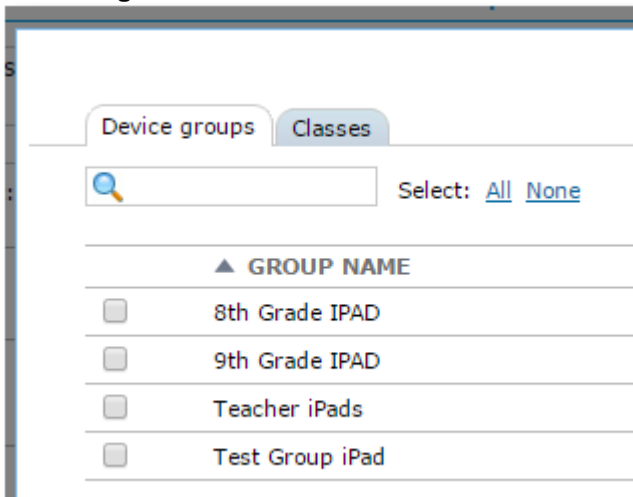 Device groups Classes
Select: All None
▲ GROUP NAME
8th Grade IPAD
9th Grade IPAD
Teacher iPads
Test Group iPad